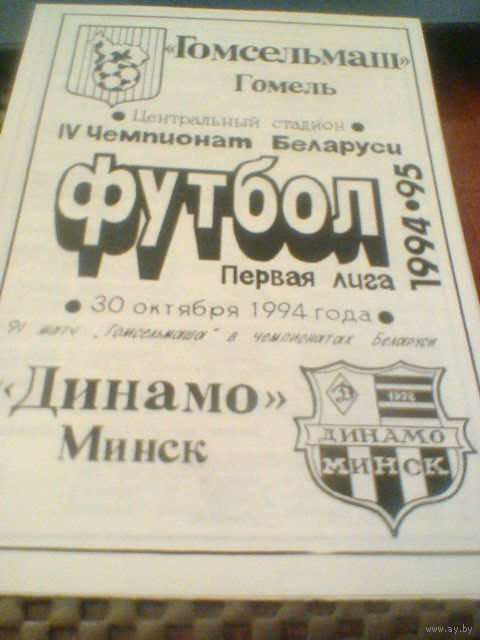 «Гомсельмаш»
Гомель
• Центральный стадион •
IV Чемпионат Беларуси
Футбол
1994•95
Первая лига
• 30 октября 1994 года •
91 матч „Гомсельмаша" в чемпионатах Беларуси
«Динамо»
Минск
Д
ДИНАМО
МИНСК
www.ay.by